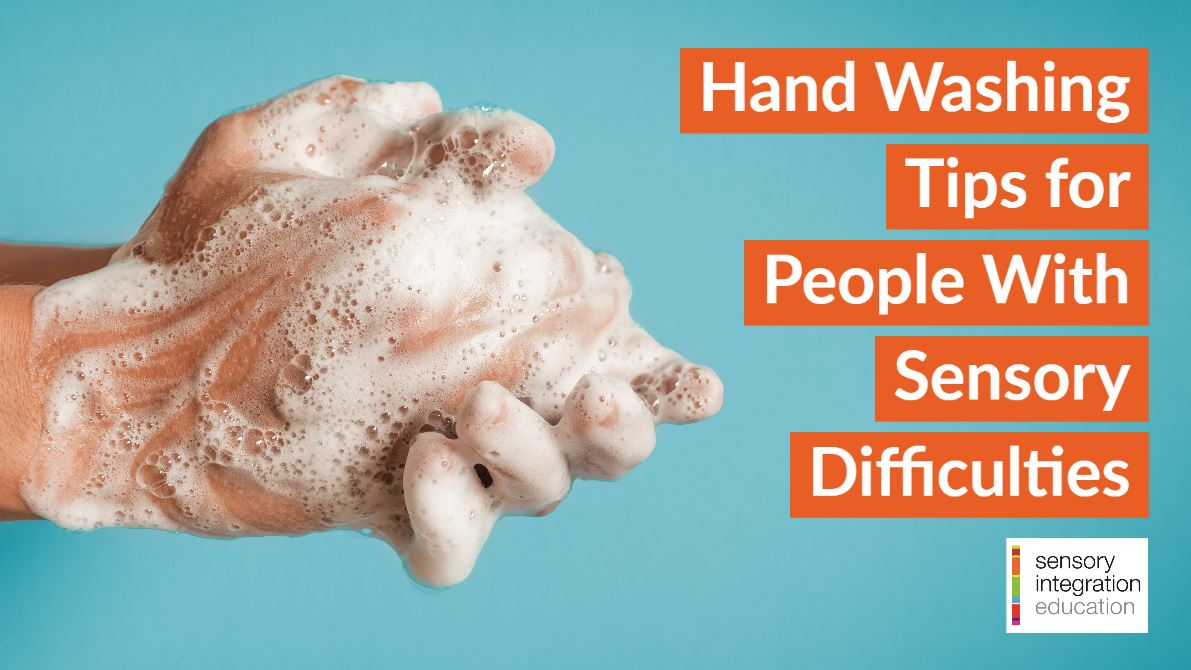 Hand Washing
Tips for
People With
Sensory
Difficulties
sensory
integration
education